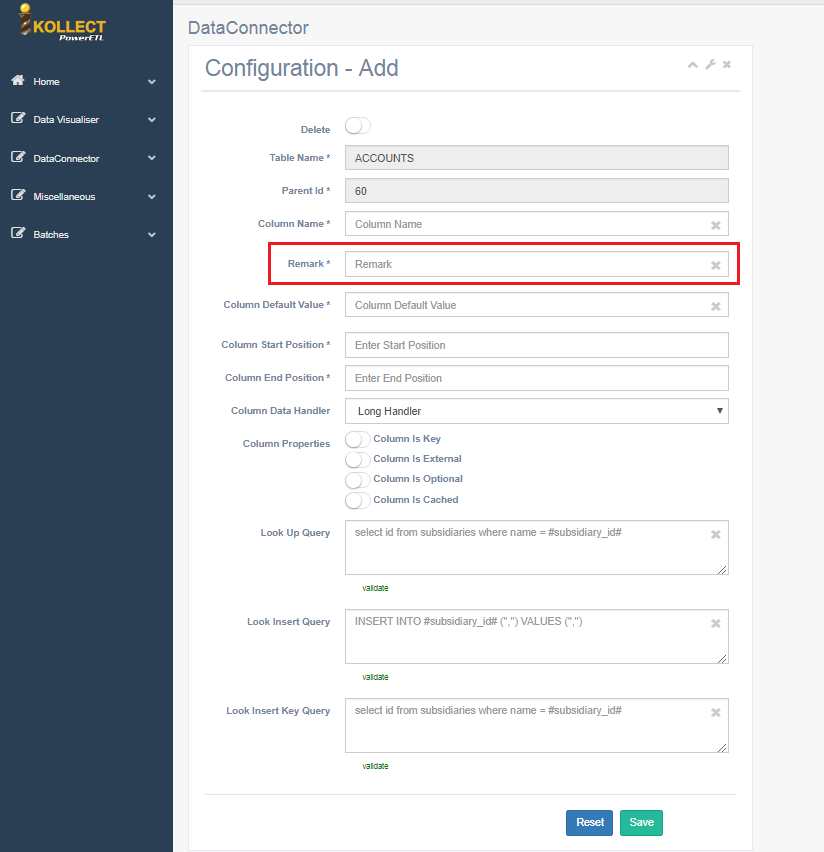 KOLLECT
PowerETL
Home
Data Visualiser
DataConnector
Miscellaneous
Batches
DataConnector
Configuration - Add
Delete
Table Name * ACCOUNTS
Parent Id * 60
Column Name * Column Name
Remark * Remark
Column Default Value * Column Default Value
Column Start Position * Enter Start Position
Column End Position * Enter End Position
Column Data Handler Long Handler
Column Properties Column Is Key
Column Is External
Column Is Optional
Column Is Cached
Look Up Query select id from subsidiaries where name = #subsidiary_id#
validate
Look Insert Query INSERT INTO #subsidiary_id# (",") VALUES (",")
validate
Look Insert Key Query select id from subsidiaries where name = #subsidiary_id#
validate
Reset Save